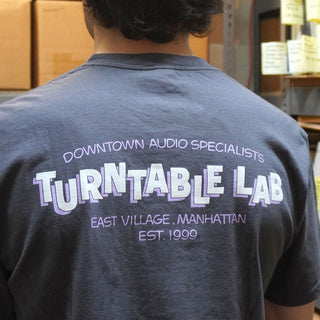 DOWNTOWN AUDIO SPECIALISTS
TURNTABLE LAB
EAST VILLAGE, MANHATTAN
EST. 1999